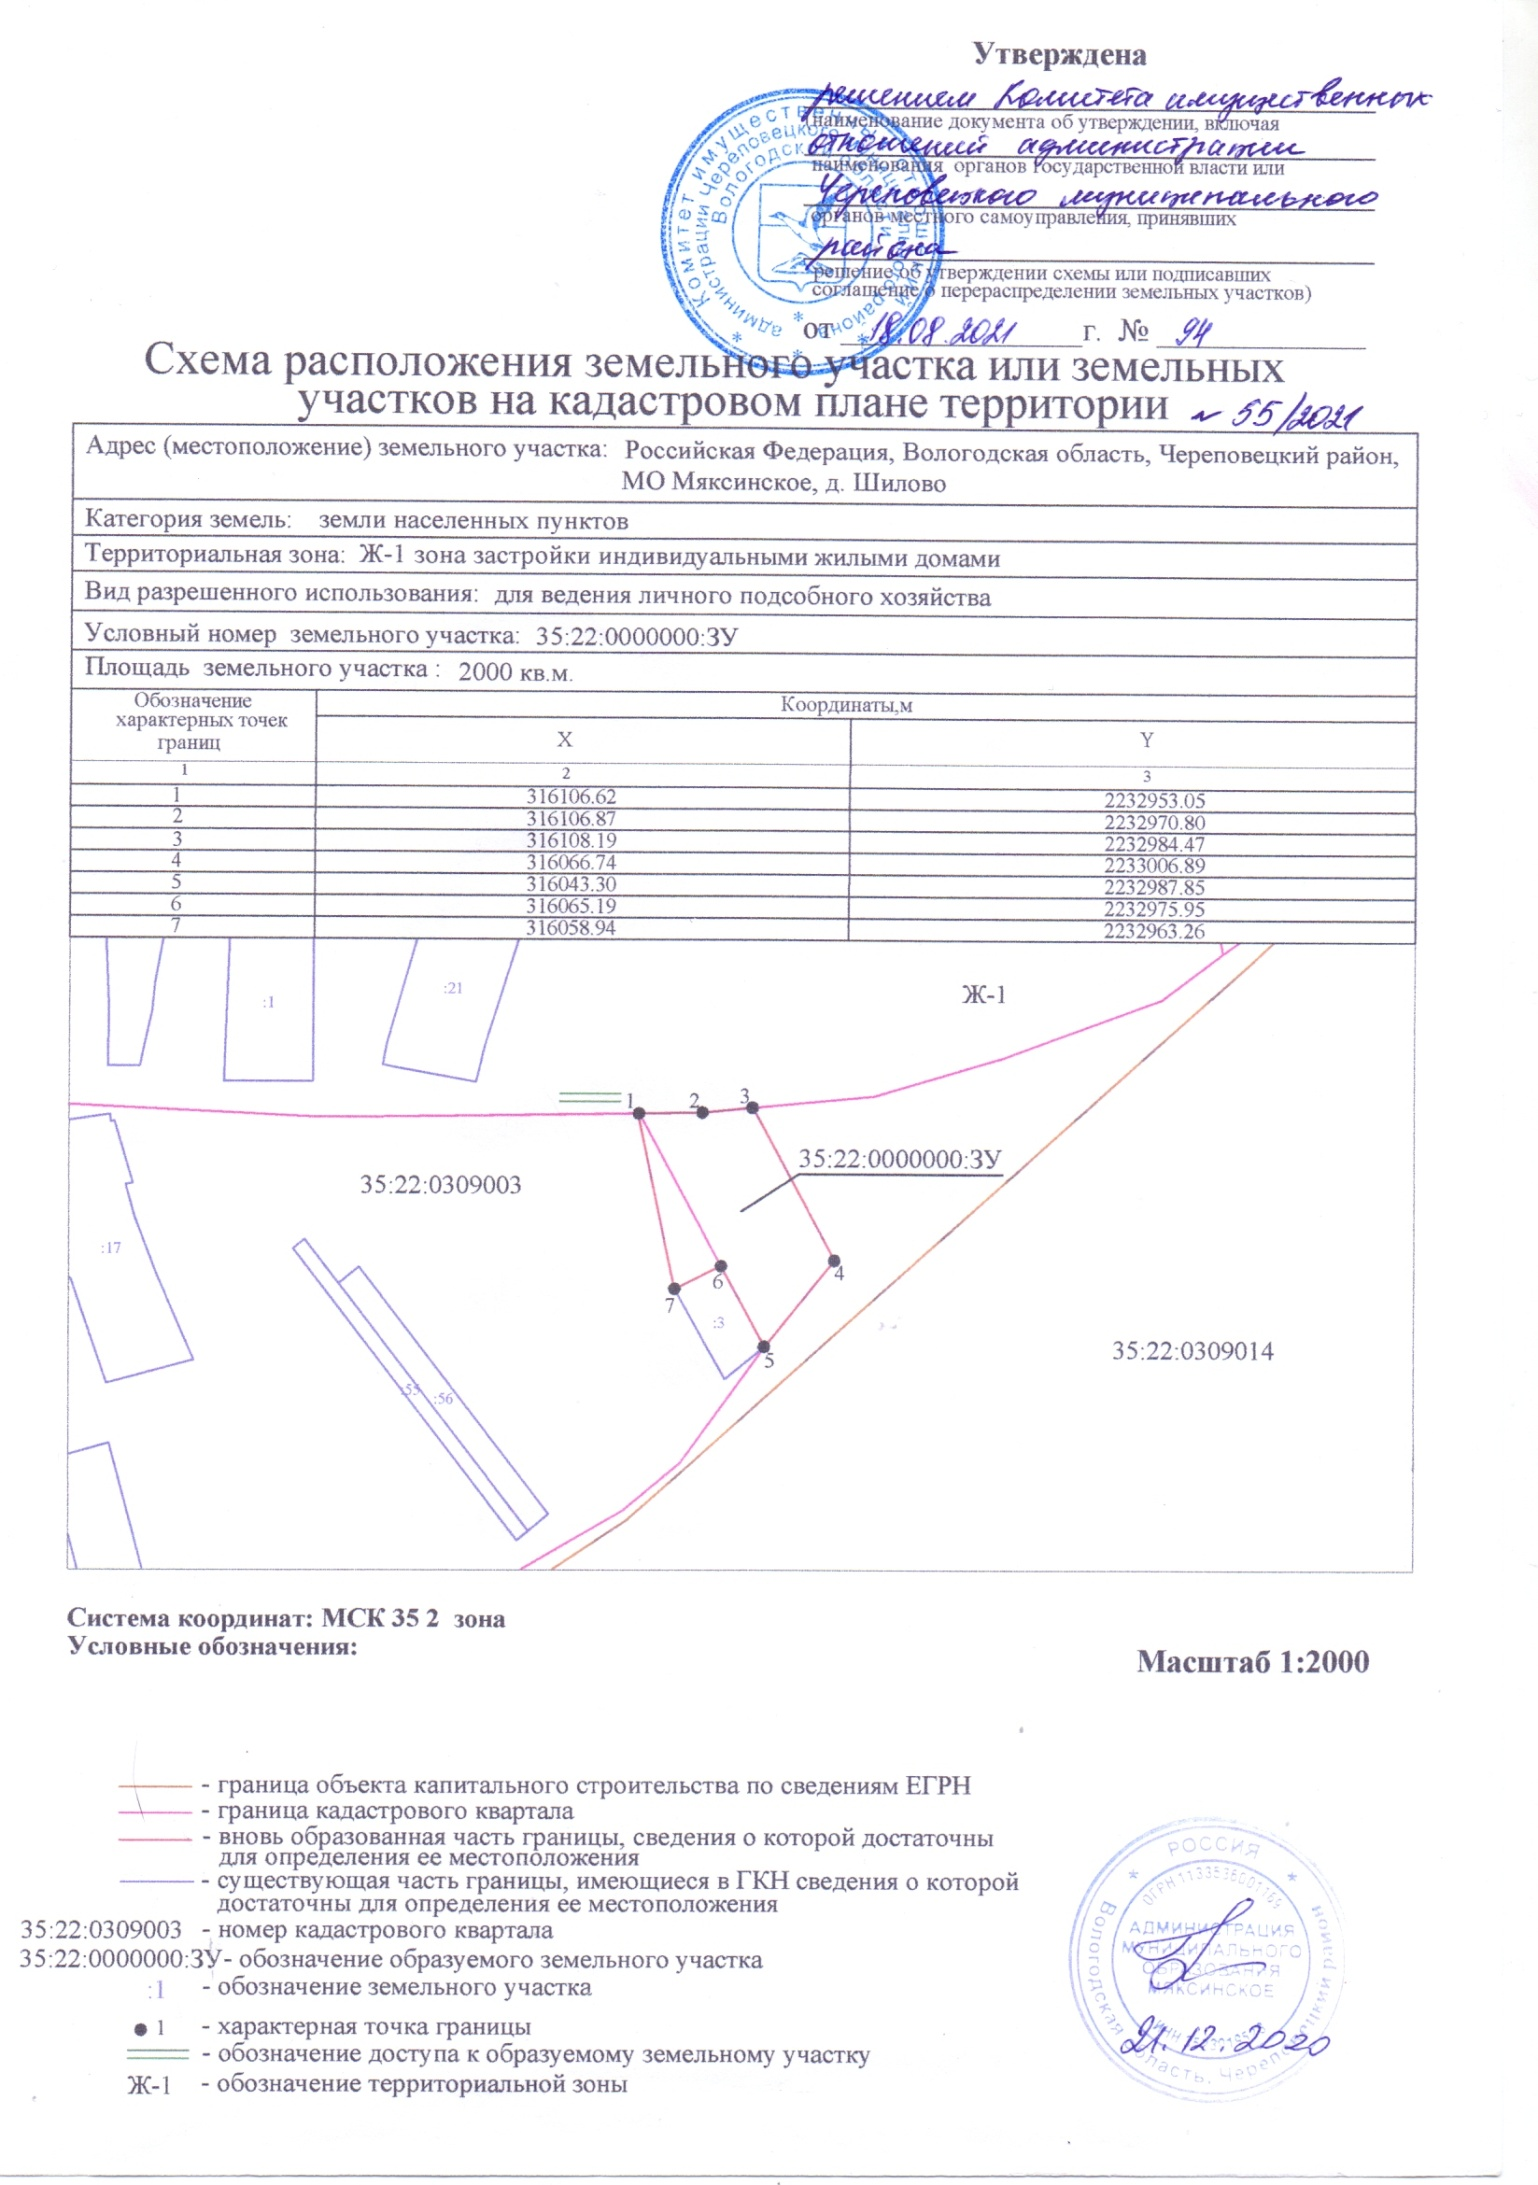 Утверждена
решением Комитета имущественных
(наименование документа об утверждении, включая
отношений администрации
наименования органов государственной власти или
Череповецкого муниципального
органов местного самоуправления, принявших
района
решение об утверждении схемы или подписавших
соглашение о перераспределении земельных участков)
от 18.08.2021 г. № 94
Схема расположения земельного участка или земельных
участков на кадастровом плане территории № 55/2021
Адрес (местоположение) земельного участка: Российская Федерация, Вологодская область, Череповецкий район,
МО Мяксинское, д. Шилово
Категория земель: земли населенных пунктов
Территориальная зона: Ж-1 зона застройки индивидуальными жилыми домами
Вид разрешенного использования: для ведения личного подсобного хозяйства
Условный номер земельного участка: 35:22:0000000:ЗУ
Площадь земельного участка : 2000 кв.м.
Обозначение
характерных точек
границ
Координаты,м
X Y
1 2 3
1 316106.62 2232953.05
2 316106.87 2232970.80
3 316108.19 2232984.47
4 316066.74 2233006.89
5 316043.30 2232987.85
6 316065.19 2232975.95
7 316058.94 2232963.26
:1
:21
Ж-1
1
2
3
35:22:0000000:ЗУ
35:22:0309003
:17
4
6
7
:3
5
35:22:0309014
:55
:56
Система координат: МСК 35 2 зона
Условные обозначения:
Масштаб 1:2000
- граница объекта капитального строительства по сведениям ЕГРН
- граница кадастрового квартала
- вновь образованная часть границы, сведения о которой достаточны
для определения ее местоположения
- существующая часть границы, имеющиеся в ГКН сведения о которой
достаточны для определения ее местоположения
35:22:0309003 - номер кадастрового квартала
35:22:0000000:ЗУ- обозначение образуемого земельного участка
:1 - обозначение земельного участка
1 - характерная точка границы
- обозначение доступа к образуемому земельному участку
Ж-1 - обозначение территориальной зоны
РОССИЯ
АДМИНИСТРАЦИЯ
МУНИЦИПАЛЬНОГО
ОБРАЗОВАНИЯ
МЯКСИНСКОЕ
21.12.2020